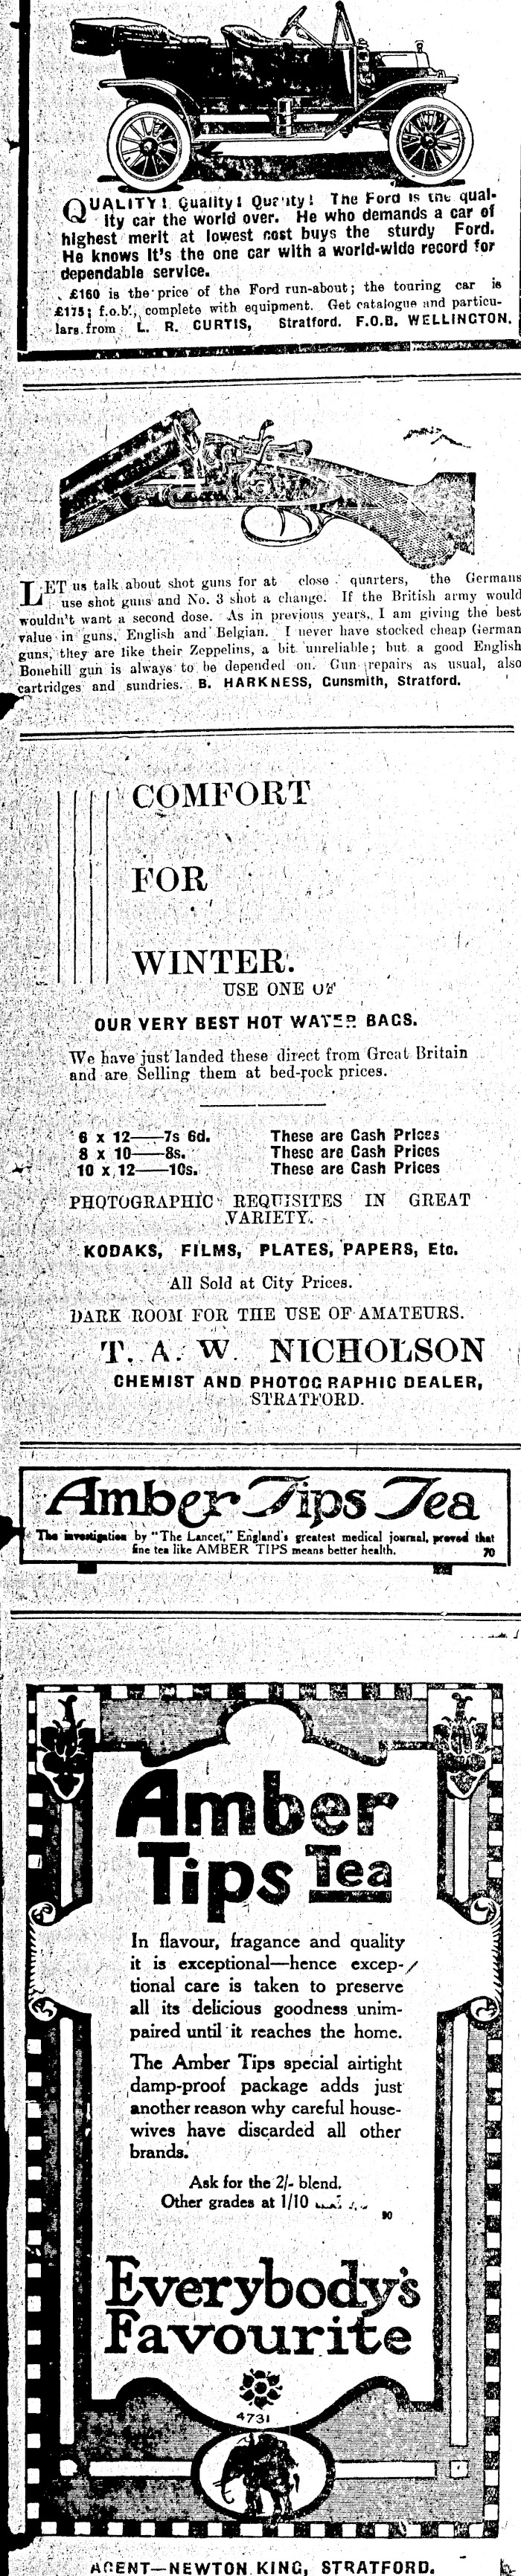 QUALITY! Quality! Quality! The Ford is the qual-
ity car the world over. He who demands a car of
highest merit at lowest cost buys the sturdy Ford.
He knows it's the one car with a world-wide record for
dependable service.
£160 is the price of the Ford run-about; the touring car is
£175; f.o.b., complete with equipment. Get catalogue and particu-
lars from L. R. CURTIS, Stratford. F.O.B. WELLINGTON.
LET us talk about shot guns for at close quarters, the Germans
use shot guns and No. 3 shot a change. If the British army would
wouldn't want a second dose. As in previous years, I am giving the best
value in guns, English and Belgian. I never have stocked cheap German
guns, they are like their Zeppelins, a bit unreliable; but a good English
Bonehill gun is always to be depended on. Gun repairs as usual, also
cartridges and sundries. B. HARKNESS, Gunsmith, Stratford.
COMFORT
FOR
WINTER.
USE ONE OF
OUR VERY BEST HOT WATER BAGS.
We have just landed these direct from Great Britain
and are Selling them at bed-rock prices.
6 x 12——7s 6d. These are Cash Prices
8 x 10——8s. These are Cash Prices
10 x 12——10s. These are Cash Prices
PHOTOGRAPHIC REQUISITES IN GREAT
VARIETY.
KODAKS, FILMS, PLATES, PAPERS, Etc.
All Sold at City Prices.
DARK ROOM FOR THE USE OF AMATEURS.
T. A. W. NICHOLSON
CHEMIST AND PHOTOGRAPHIC DEALER,
STRATFORD.
Amber Tips Tea
The investigation by "The Lancet," England's greatest medical journal, proved that
fine tea like AMBER TIPS means better health. 70
Amber
Tips Tea
In flavour, fragance and quality
it is exceptional—hence excep-
tional care is taken to preserve
all its delicious goodness unim-
paired until it reaches the home.
The Amber Tips special airtight
damp-proof package adds just
another reason why careful house-
wives have discarded all other
brands.
Ask for the 2/- blend.
Other grades at 1/10
90
Everybody's
Favourite
4731
AGENT—NEWTON KING, STRATFORD.